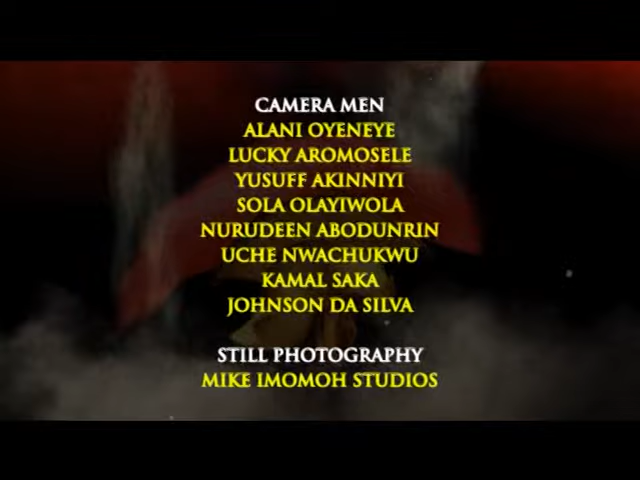 CAMERA MEN
ALANI OYENEYE
LUCKY AROMOSELE
YUSUFF AKINNIYI
SOLA OLAYIWOLA
NURUDEEN ABODUNRIN
UCHE NWACHUKWU
KAMAL SAKA
JOHNSON DA SILVA
STILL PHOTOGRAPHY
MIKE IMOMOH STUDIOS